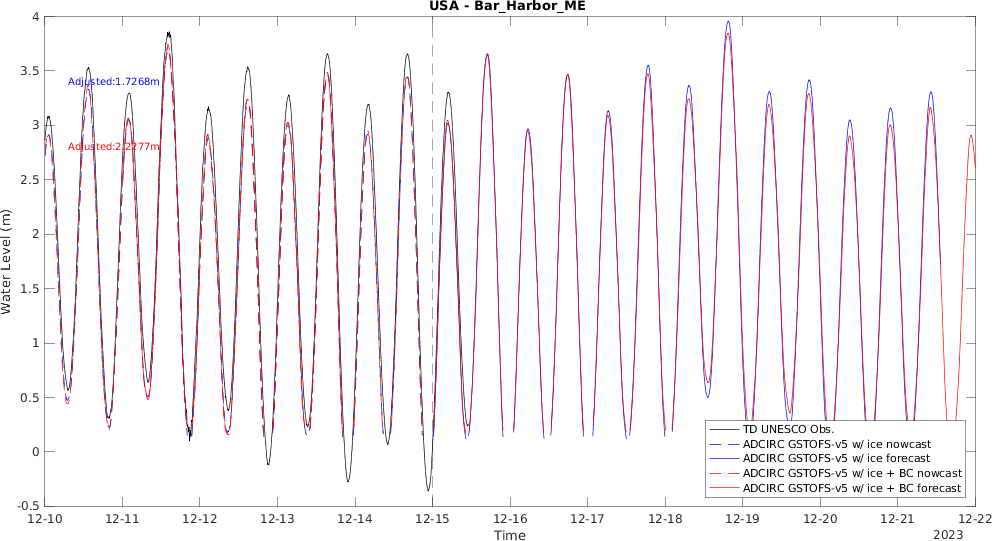 USA - Bar_Harbor_ME
4
3.5
3
2.5
2
1.5
1
0.5
0
-0.5
Water Level (m)
Adjusted:1.7268m
Adjusted:2.2277m
TD UNESCO Obs.
ADCIRC GSTOFS-v5 w/ ice nowcast
ADCIRC GSTOFS-v5 w/ ice forecast
ADCIRC GSTOFS-v5 w/ ice + BC nowcast
ADCIRC GSTOFS-v5 w/ ice + BC forecast
12-10 12-11 12-12 12-13 12-14 12-15 12-16 12-17 12-18 12-19 12-20 12-21 12-22
Time
2023